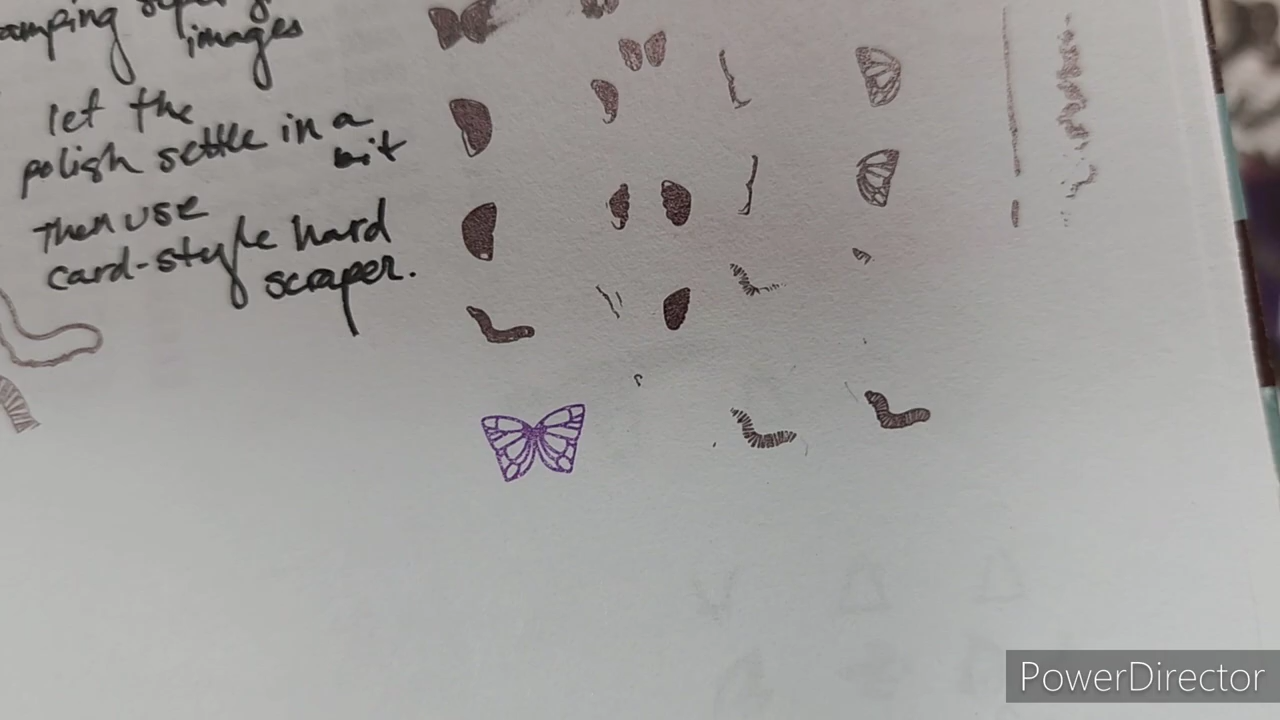 images
let the
polish settle in a
bit
Then use
card-style hard
scraper.
PowerDirector